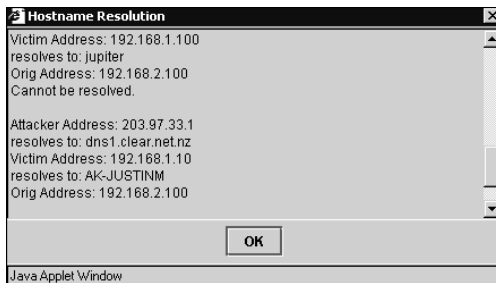 Hostname Resolution
Victim Address: 192.168.1.100
resolves to: jupiter
Orig Address: 192.168.2.100
Cannot be resolved.
Attacker Address: 203.97.33.1
resolves to: dns1.clear.net.nz
Victim Address: 192.168.1.10
resolves to: AK-JUSTINM
Orig Address: 192.168.2.100
OK
Java Applet Window